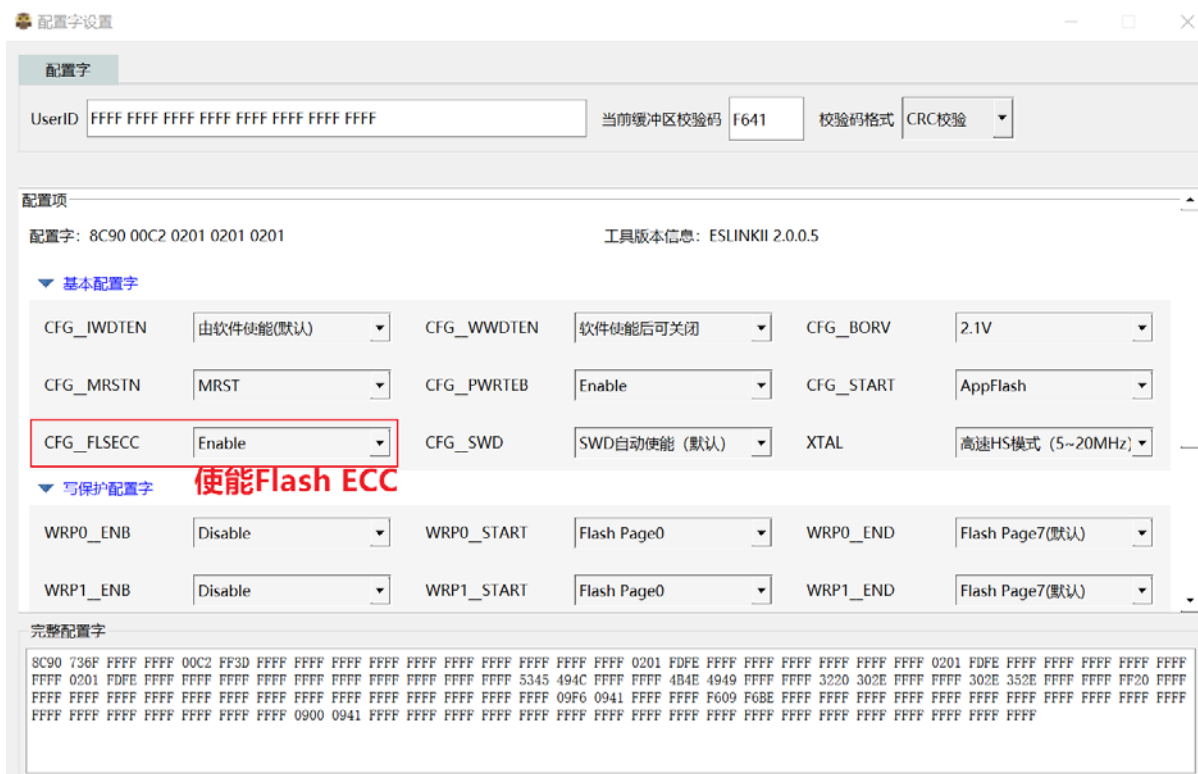 配置字设置
配置字
UserID FFFF FFFF FFFF FFFF FFFF FFFF FFFF FFFF 当前缓冲区校验码 F641 校验码格式 CRC校验
配置项
配置字：8C90 00C2 0201 0201 0201 工具版本信息：ESLINKII 2.0.0.5
基本配置字
CFG_IWDTEN 由软件使能(默认) CFG_WWDTEN 软件使能后可关闭 CFG_BORV 2.1V
CFG_MRSTN MRST CFG_PWRTEB Enable CFG_START AppFlash
CFG_FLSECC Enable CFG_SWD SWD自动使能（默认） XTAL 高速HS模式（5~20MHz）
使能Flash ECC
写保护配置字
WRP0_ENB Disable WRP0_START Flash Page0 WRP0_END Flash Page7(默认)
WRP1_ENB Disable WRP1_START Flash Page0 WRP1_END Flash Page7(默认)
完整配置字
8C90 736F FFFF FFFF 00C2 FF3D FFFF FFFF FFFF FFFF FFFF FFFF FFFF FFFF FFFF FFFF 0201 FDFE FFFF FFFF FFFF FFFF FFFF FFFF 0201 FDFE FFFF FFFF FFFF FFFF FFFF
FFFF 0201 FDFE FFFF FFFF FFFF FFFF FFFF FFFF FFFF FFFF FFFF FFFF 5345 494C FFFF FFFF 4B4E 4949 FFFF FFFF 3220 302E FFFF FFFF 302E 352E FFFF FFFF FF20 FFFF
FFFF FFFF FFFF FFFF FFFF FFFF FFFF FFFF FFFF FFFF FFFF FFFF FFFF FFFF 09F6 0941 FFFF FFFF F609 F6BE FFFF FFFF FFFF FFFF FFFF FFFF FFFF FFFF FFFF FFFF FFFF
FFFF FFFF FFFF FFFF FFFF FFFF FFFF 0900 0941 FFFF FFFF FFFF FFFF FFFF FFFF FFFF FFFF FFFF FFFF FFFF FFFF FFFF FFFF FFFF FFFF FFFF FFFF